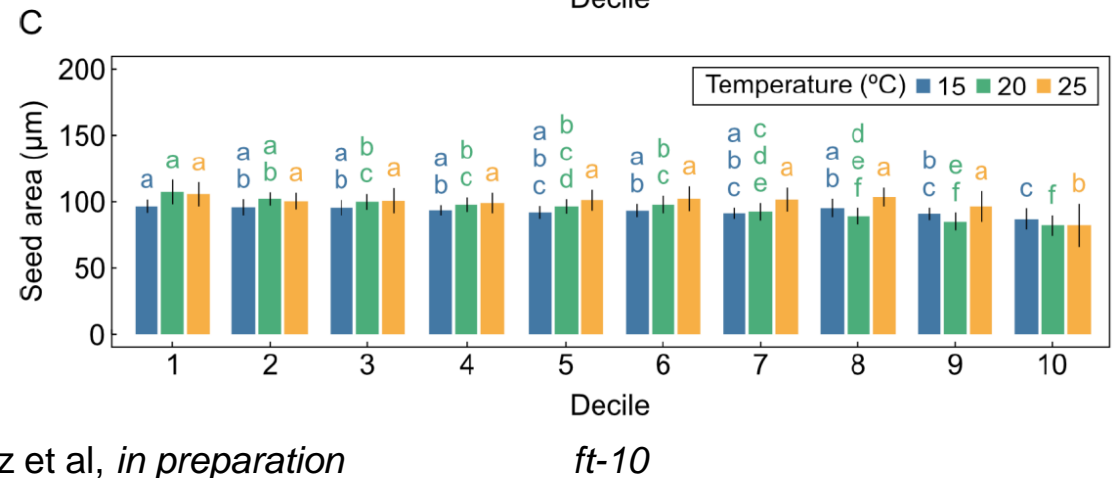 Decile
C
200
150
100
50
0
Seed area (µm)
Temperature (ºC) 15 20 25
a b a c d
a a a a a b a b b c a b b d a e b e
a b b a b c a b c a c d a b c a c e a b f a c f a c f b
1 2 3 4 5 6 7 8 9 10
Decile
z et al, in preparation ft-10